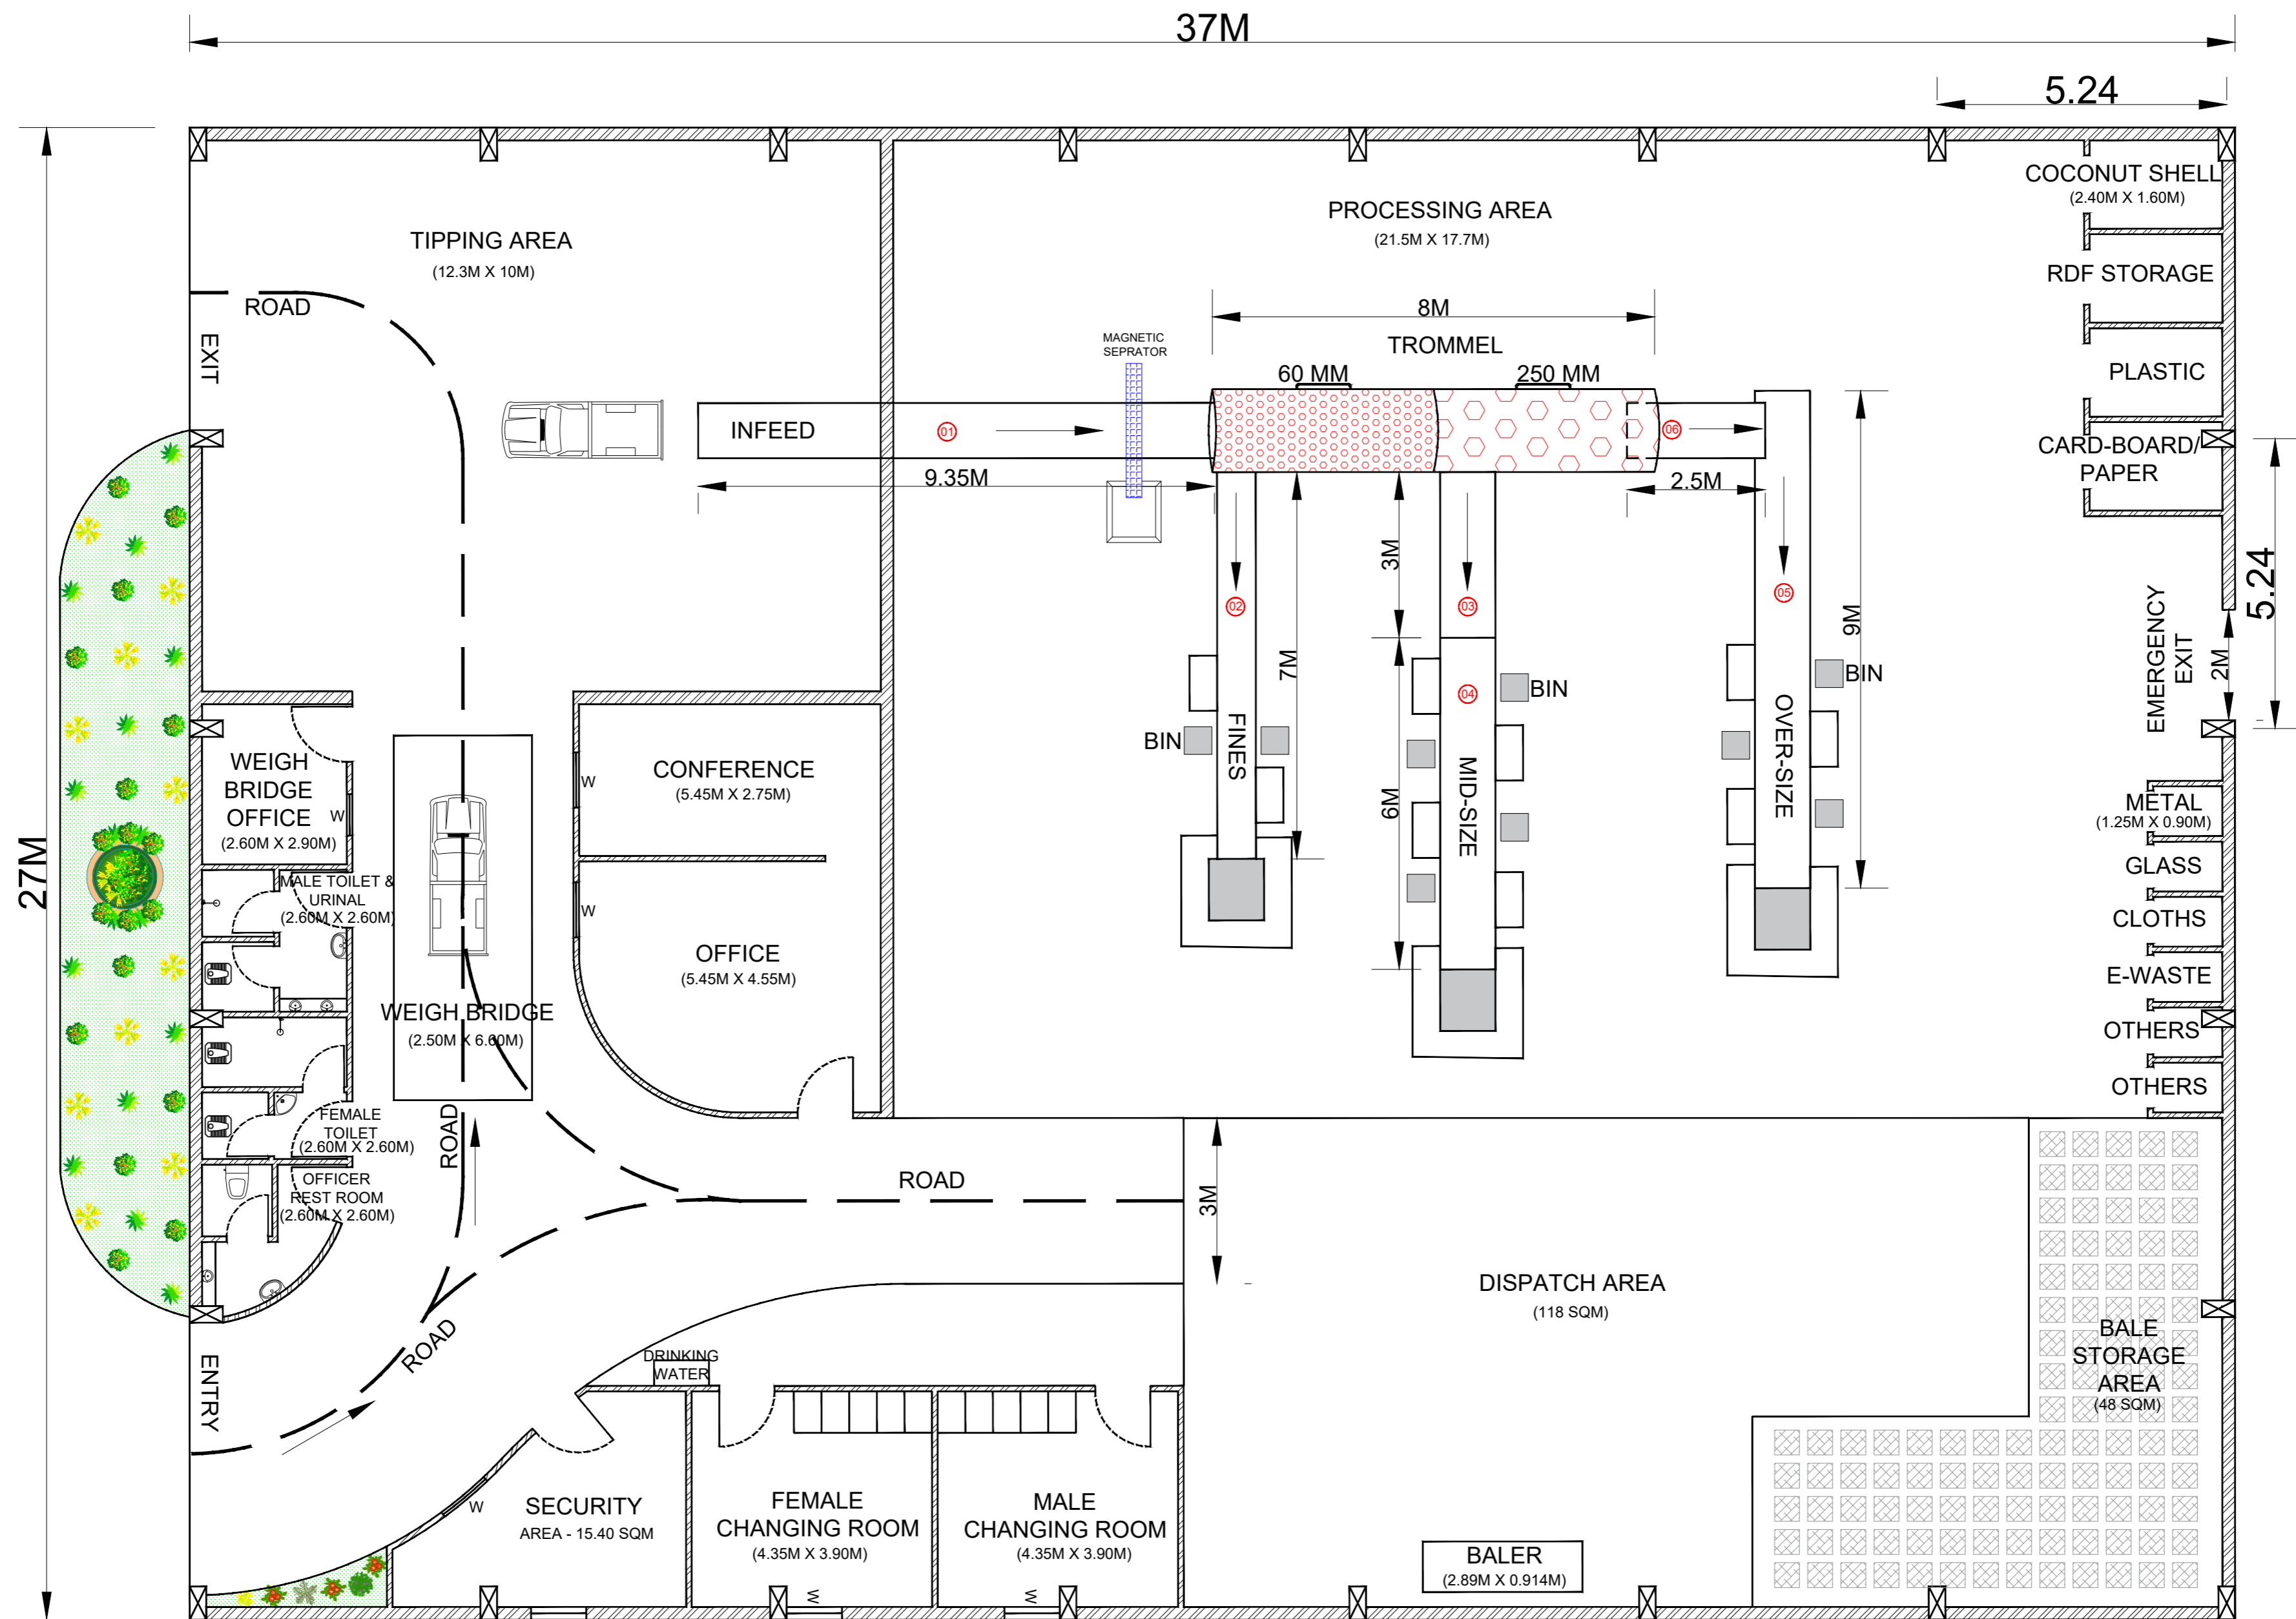 37M
5.24
COCONUT SHELL
(2.40M X 1.60M)
PROCESSING AREA
(21.5M X 17.7M)
TIPPING AREA
(12.3M X 10M)
RDF STORAGE
ROAD
8M
EXIT
MAGNETIC
SEPRATOR
TROMMEL
PLASTIC
60 MM
250 MM
INFEED
01
06
CARD-BOARD/
PAPER
9.35M
2.5M
3M
5.24
02
03
05
9M
EMERGENCY
EXIT
2M
7M
BIN
BIN
04
BIN
FINES
OVER-SIZE
WEIGH
BRIDGE
OFFICE
(2.60M X 2.90M)
W
CONFERENCE
(5.45M X 2.75M)
W
6M
MID-SIZE
METAL
(1.25M X 0.90M)
27M
GLASS
MALE TOILET &
URINAL
(2.60M X 2.60M)
W
CLOTHS
OFFICE
(5.45M X 4.55M)
E-WASTE
WEIGH BRIDGE
(2.50M X 6.60M)
OTHERS
OTHERS
FEMALE
TOILET
(2.60M X 2.60M)
ROAD
OFFICER
REST ROOM
(2.60M X 2.60M)
ROAD
3M
DISPATCH AREA
(118 SQM)
ROAD
BALE
STORAGE
AREA
(48 SQM)
DRINKING
WATER
ENTRY
W
SECURITY
AREA - 15.40 SQM
FEMALE
CHANGING ROOM
(4.35M X 3.90M)
MALE
CHANGING ROOM
(4.35M X 3.90M)
BALER
(2.89M X 0.914M)
W
W